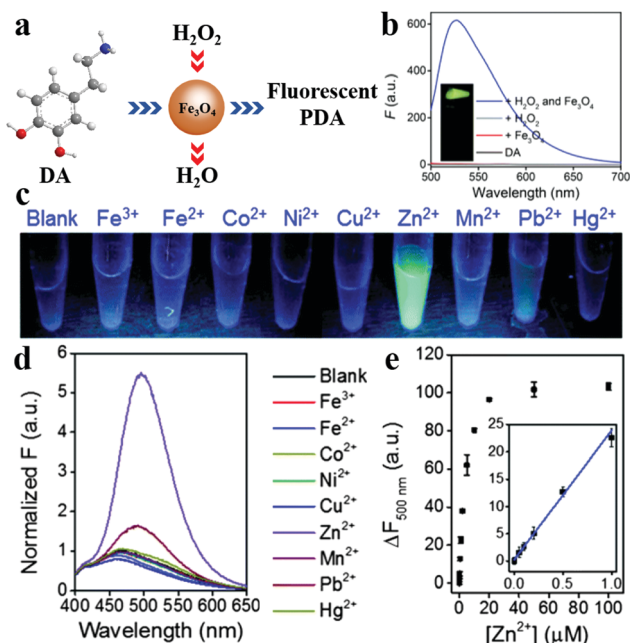 a
H₂O₂
Fe₃O₄
Fluorescent
PDA
DA
H₂O
b
F (a.u.)
600
400
200
0
+ H₂O₂ and Fe₃O₄
+ H₂O₂
+ Fe₃O₄
DA
500 550 600 650 700
Wavelength (nm)
c
Blank Fe³⁺ Fe²⁺ Co²⁺ Ni²⁺ Cu²⁺ Zn²⁺ Mn²⁺ Pb²⁺ Hg²⁺
d
Normalized F (a.u.)
6
5
4
3
2
1
0
400 450 500 550 600 650
Wavelength (nm)
Blank
Fe³⁺
Fe²⁺
Co²⁺
Ni²⁺
Cu²⁺
Zn²⁺
Mn²⁺
Pb²⁺
Hg²⁺
e
ΔF₅₀₀ ₙₘ (a.u.)
120
100
80
60
40
20
0
25
20
15
10
5
0
0.0 0.5 1.0
0 20 40 60 80 100
[Zn²⁺] (μM)